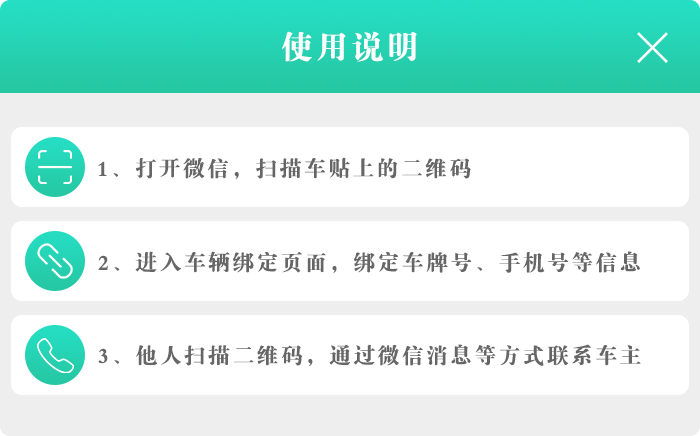 使用说明
1、打开微信，扫描车贴上的二维码
2、进入车辆绑定页面，绑定车牌号、手机号等信息
3、他人扫描二维码，通过微信消息等方式联系车主